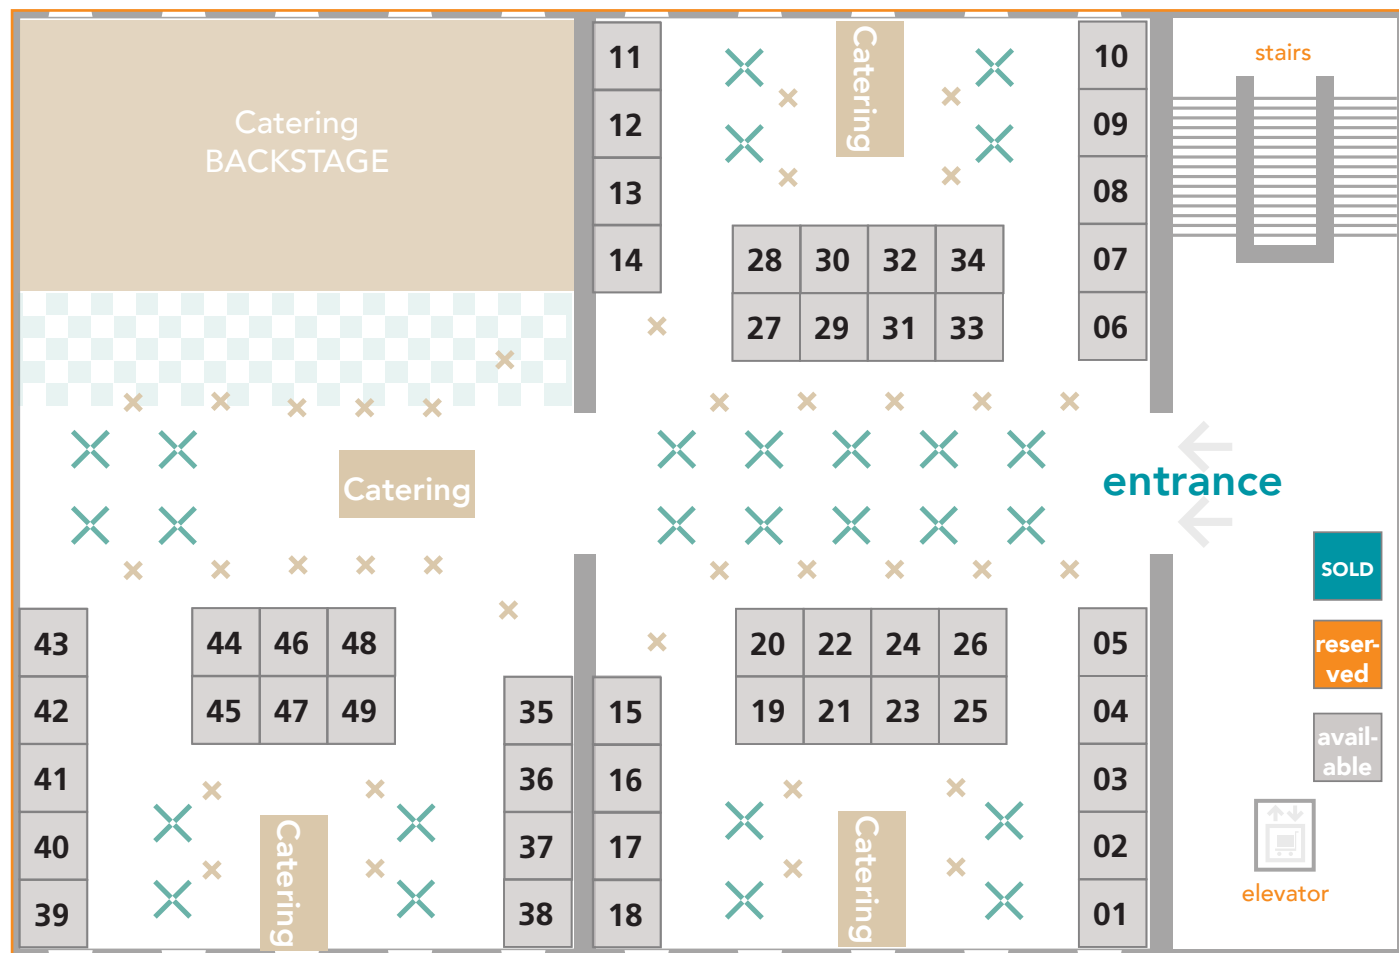 stairs
11
12
13
14
Catering
10
09
08
07
06
Catering
BACKSTAGE
28 30 32 34
27 29 31 33
Catering
entrance
SOLD
reser-
ved
avail-
able
elevator
43
42
41
40
39
44 46 48
45 47 49
35
36
37
38
Catering
15
16
17
18
20 22 24 26
19 21 23 25
Catering
05
04
03
02
01